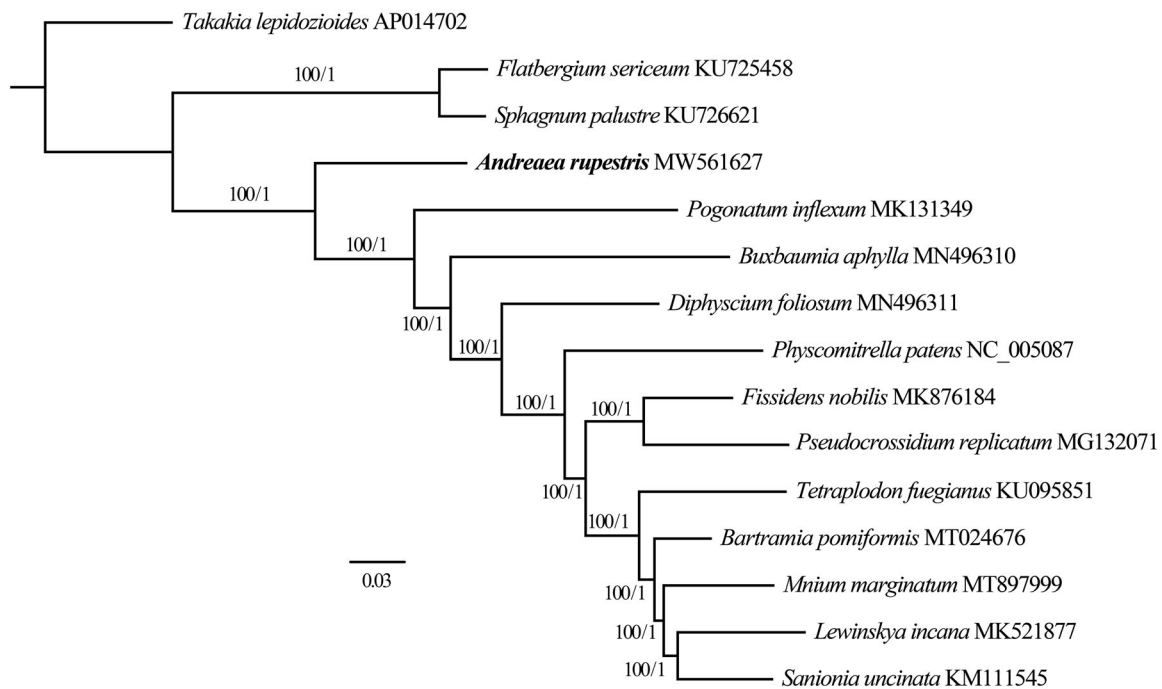 Takakia lepidozioides AP014702
100/1
Flatbergium sericeum KU725458
Sphagnum palustre KU726621
Andreaea rupestris MW561627
100/1
Pogonatum inflexum MK131349
100/1
Buxbaumia aphylla MN496310
Diphyscium foliosum MN496311
100/1
100/1
Physcomitrella patens NC_005087
Fissidens nobilis MK876184
100/1
100/1
Pseudocrossidium replicatum MG132071
Tetraplodon fuegianus KU095851
100/1
100/1
Bartramia pomiformis MT024676
0.03
Mnium marginatum MT897999
100/1
Lewinskya incana MK521877
100/1
100/1
Sanionia uncinata KM111545